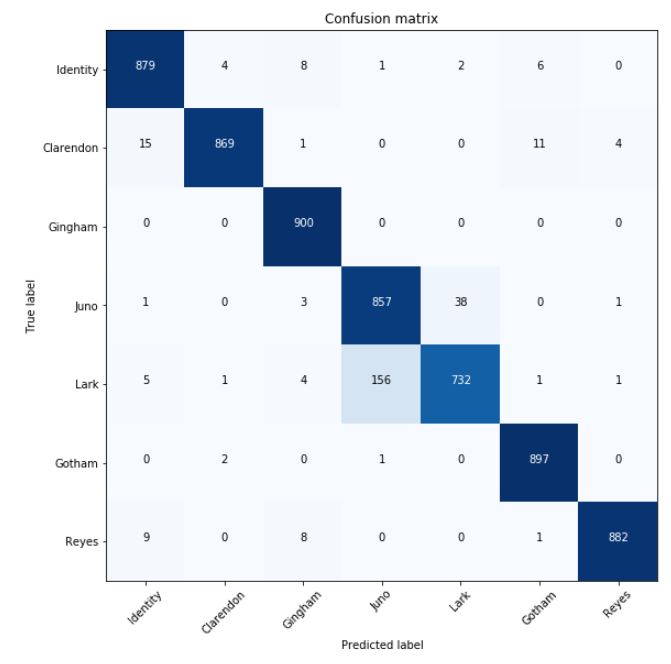 Confusion matrix
Identity 879 4 8 1 2 6 0
Clarendon 15 869 1 0 0 11 4
Gingham 0 0 900 0 0 0 0
Juno 1 0 3 857 38 0 1
Lark 5 1 4 156 732 1 1
Gotham 0 2 0 1 0 897 0
Reyes 9 0 8 0 0 1 882
True label
Identity Clarendon Gingham Juno Lark Gotham Reyes
Predicted label